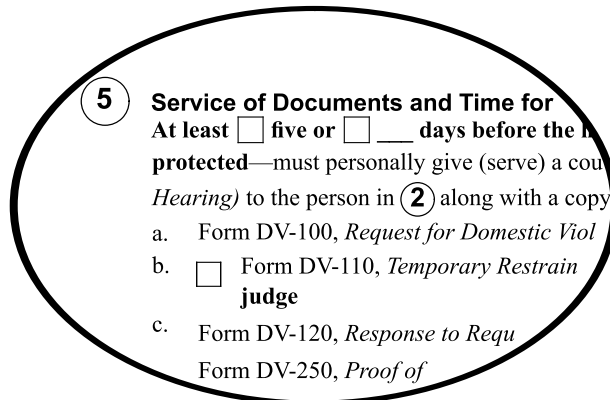 5 Service of Documents and Time for
At least ☐ five or ☐ ___ days before the
protected—must personally give (serve) a
Hearing) to the person in 2 along with a copy
a. Form DV-100, Request for Domestic Viol
b. ☐ Form DV-110, Temporary Restrain
judge
c. Form DV-120, Response to Requ
Form DV-250, Proof of